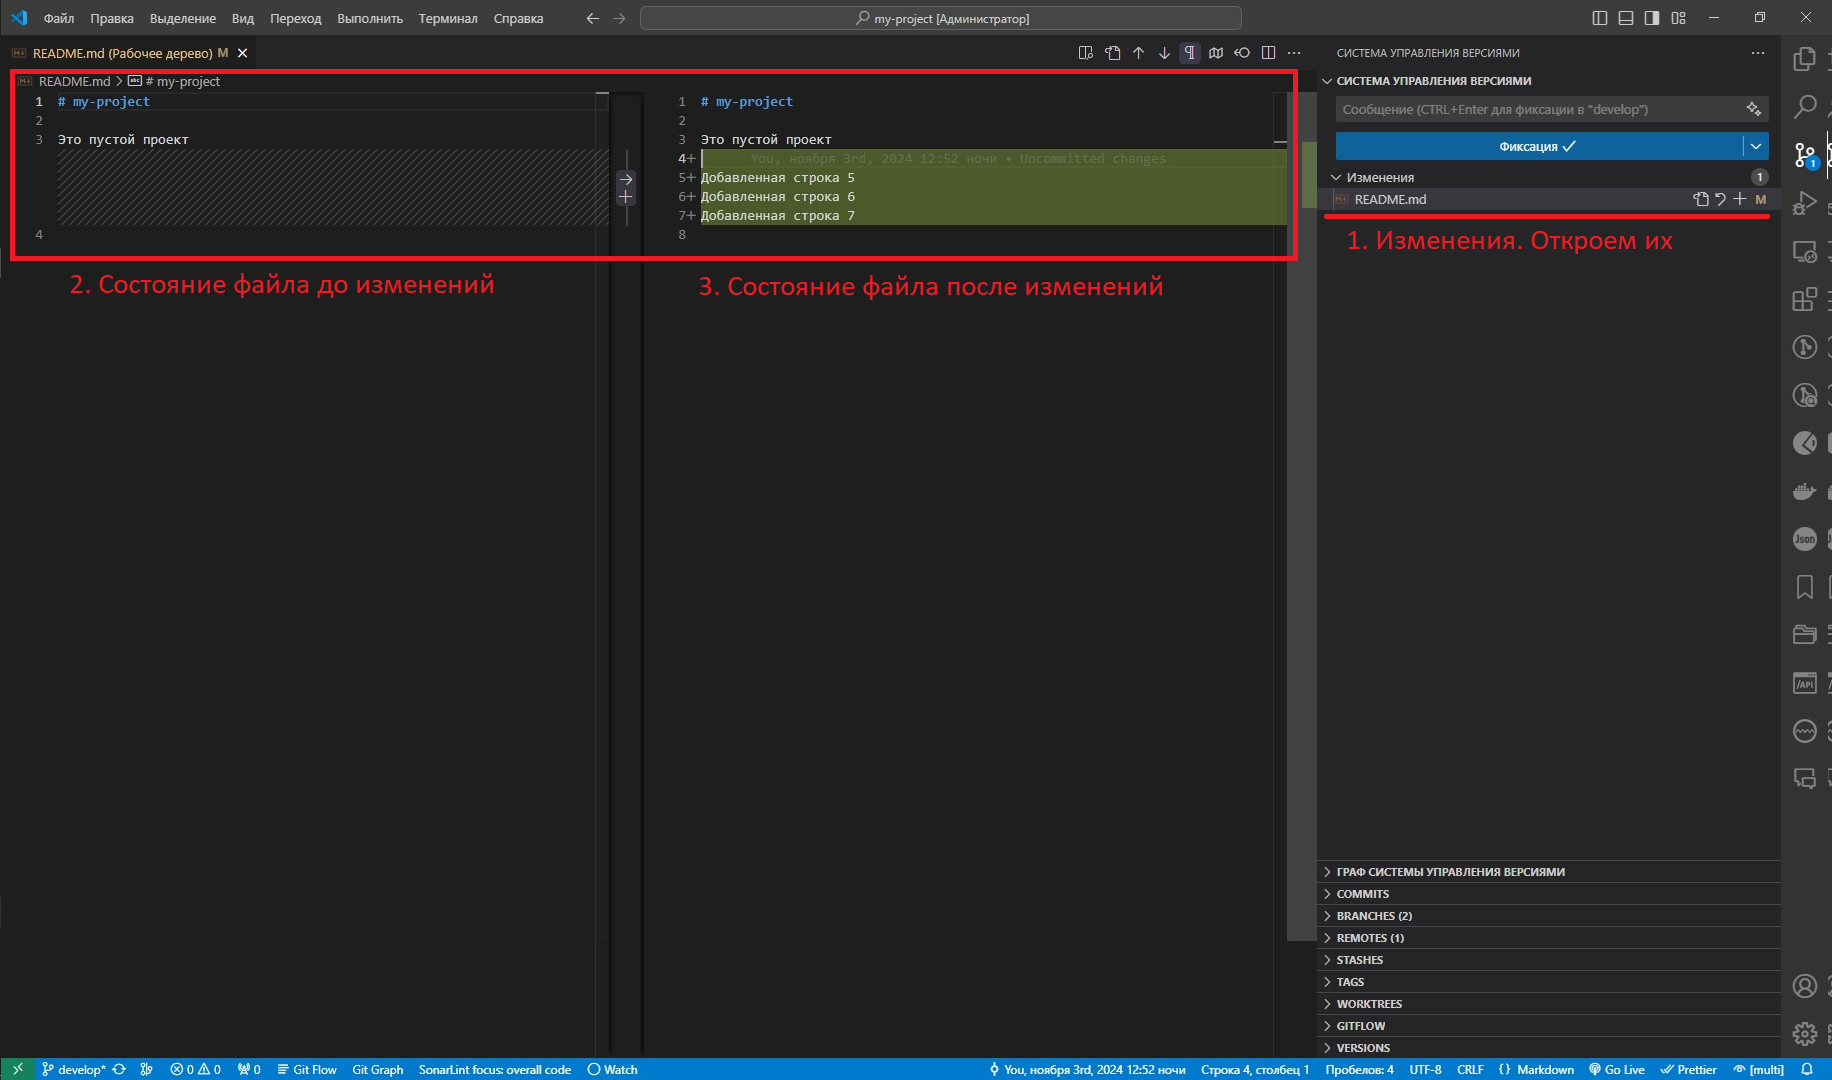 Файл Правка Выделение Вид Переход Выполнить Терминал Справка my-project [Администратор]
README.md (Рабочее дерево) M
README.md > # my-project
1 # my-project
2
3 Это пустой проект
4
1 # my-project
2
3 Это пустой проект
4+ You, ноября 3rd, 2024 12:52 ночи • Uncommitted changes
5+ Добавленная строка 5
6+ Добавленная строка 6
7+ Добавленная строка 7
8
2. Состояние файла до изменений
3. Состояние файла после изменений
СИСТЕМА УПРАВЛЕНИЯ ВЕРСИЯМИ
СИСТЕМА УПРАВЛЕНИЯ ВЕРСИЯМИ
Сообщение (CTRL+Enter для фиксации в "develop")
Фиксация
Изменения 1
README.md M
1. Изменения. Откроем их
ГРАФ СИСТЕМЫ УПРАВЛЕНИЯ ВЕРСИЯМИ
COMMITS
BRANCHES (2)
REMOTES (1)
STASHES
TAGS
WORKTREES
GITFLOW
VERSIONS
1
Json
/API
develop* 0 0 0 Git Flow Git Graph SonarLint focus: overall code Watch You, ноября 3rd, 2024 12:52 ночи Строка 4, столбец 1 Пробелов: 4 UTF-8 CRLF { } Markdown Go Live Prettier [multi]